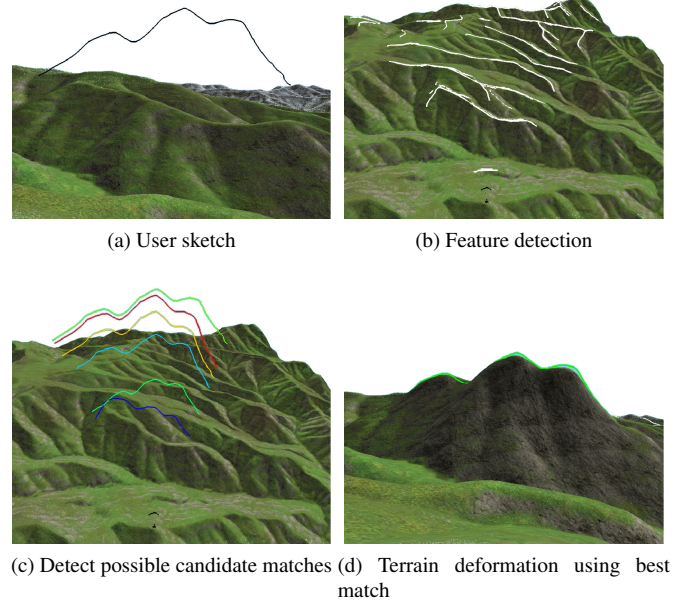 (a) User sketch
(b) Feature detection
(c) Detect possible candidate matches
(d) Terrain deformation using best
match